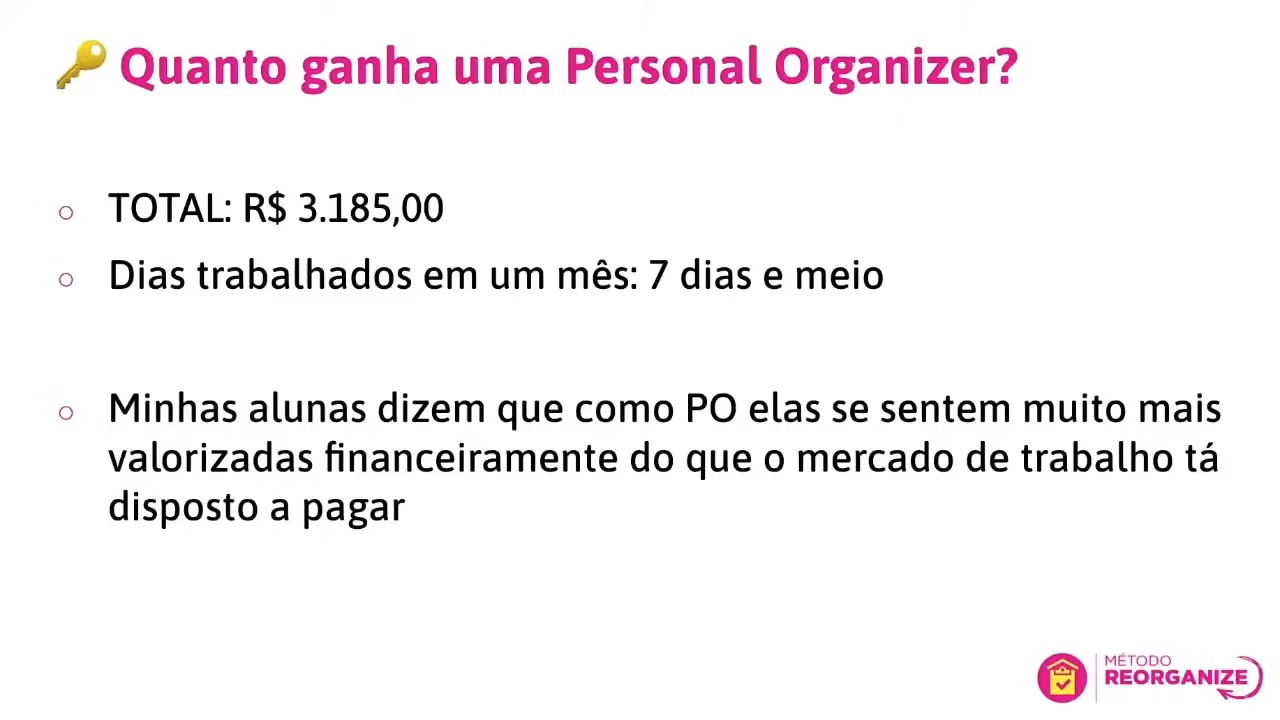 Quanto ganha uma Personal Organizer?
TOTAL: R$ 3.185,00
Dias trabalhados em um mês: 7 dias e meio
Minhas alunas dizem que como PO elas se sentem muito mais
valorizadas financeiramente do que o mercado de trabalho tá
disposto a pagar
MÉTODO
REORGANIZE